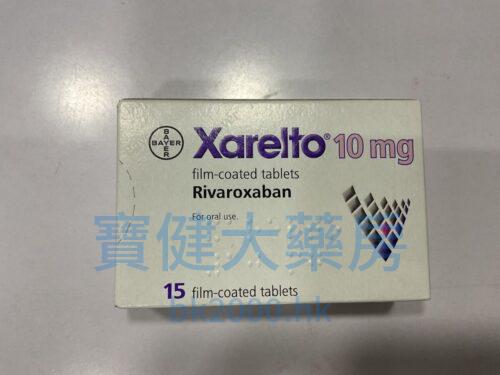 BAYER
BAYER
Xarelto® 10 mg
film-coated tablets
Rivaroxaban
For oral use.
寶健大藥房
15 film-coated tablets
bk2000.hk